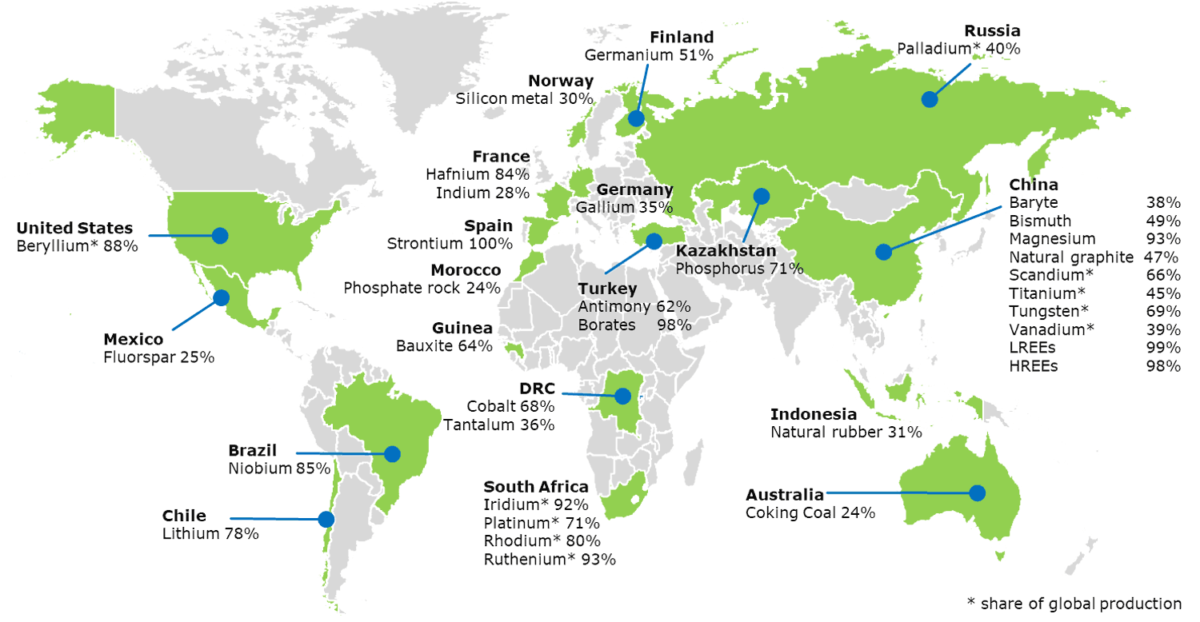 Finland
Germanium 51%
Russia
Palladium* 40%
Norway
Silicon metal 30%
France
Hafnium 84%
Indium 28%
Germany
Gallium 35%
China
Baryte 38%
Bismuth 49%
Magnesium 93%
Natural graphite 47%
Scandium* 66%
Titanium* 45%
Tungsten* 69%
Vanadium* 39%
LREEs 99%
HREEs 98%
United States
Beryllium* 88%
Spain
Strontium 100%
Kazakhstan
Phosphorus 71%
Morocco
Phosphate rock 24%
Turkey
Antimony 62%
Borates 98%
Mexico
Fluorspar 25%
Guinea
Bauxite 64%
DRC
Cobalt 68%
Tantalum 36%
Indonesia
Natural rubber 31%
Brazil
Niobium 85%
South Africa
Iridium* 92%
Platinum* 71%
Rhodium* 80%
Ruthenium* 93%
Australia
Coking Coal 24%
Chile
Lithium 78%
* share of global production